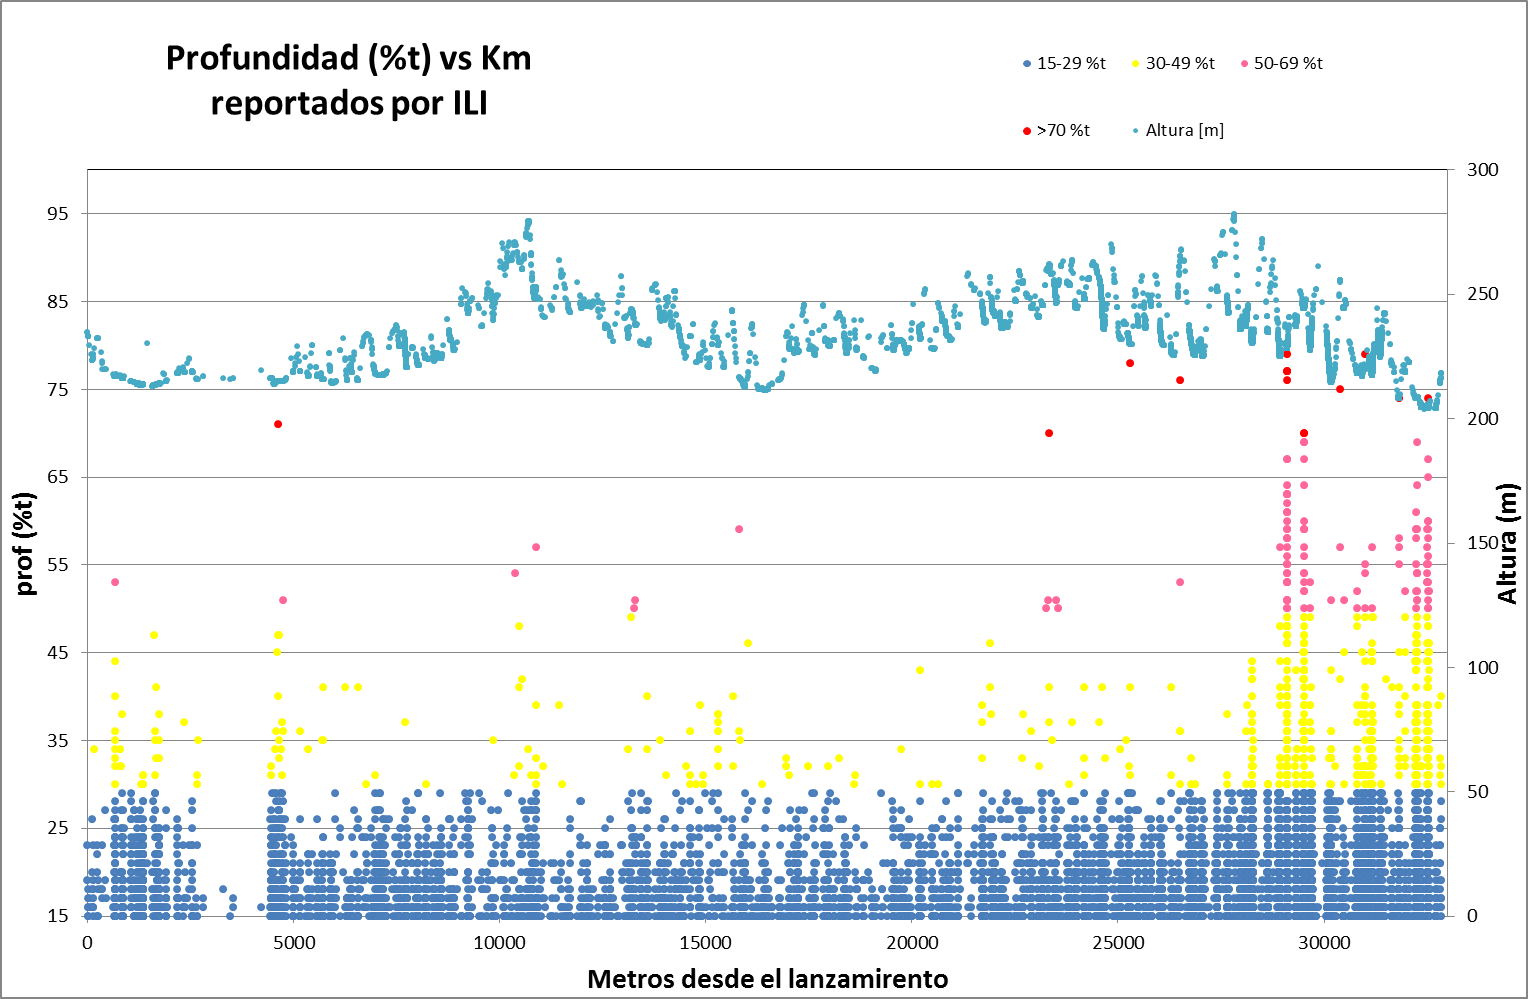 Profundidad (%t) vs Km
reportados por ILI
15-29 %t
30-49 %t
50-69 %t
>70 %t
Altura [m]
prof (%t)
95
85
75
65
55
45
35
25
15
300
250
200
150
100
50
0
Altura (m)
0
5000
10000
15000
20000
25000
30000
Metros desde el lanzamirento